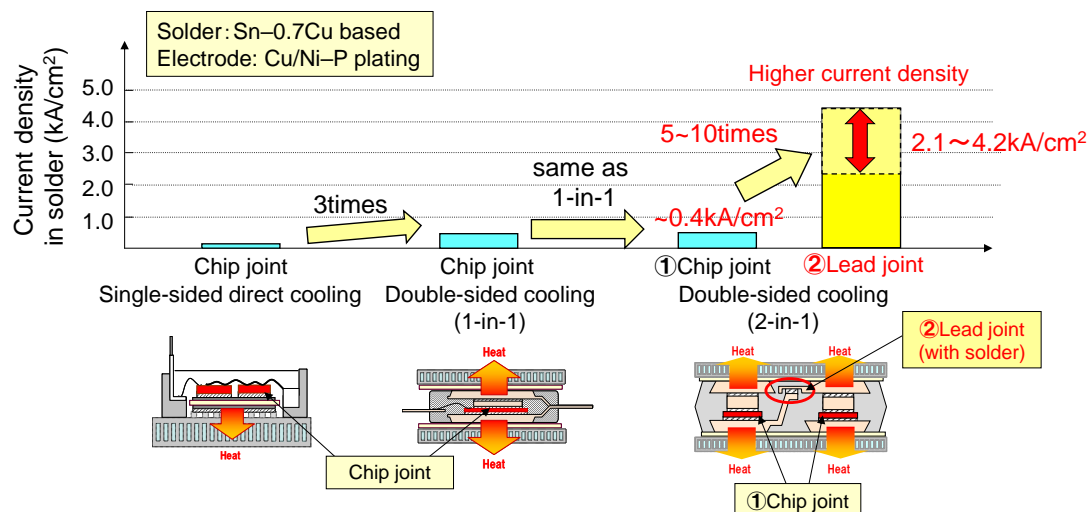 Solder：Sn–0.7Cu based
Electrode: Cu/Ni–P plating
Current density
in solder (kA/cm²)
5.0
4.0
3.0
2.0
1.0
3times
same as
1-in-1
5~10times
~0.4kA/cm²
Higher current density
2.1～4.2kA/cm²
Chip joint
Single-sided direct cooling
Chip joint
Double-sided cooling
(1-in-1)
①Chip joint
②Lead joint
Double-sided cooling
(2-in-1)
②Lead joint
(with solder)
Heat
Heat
Heat
Heat
Heat
Heat
Heat
Chip joint
①Chip joint